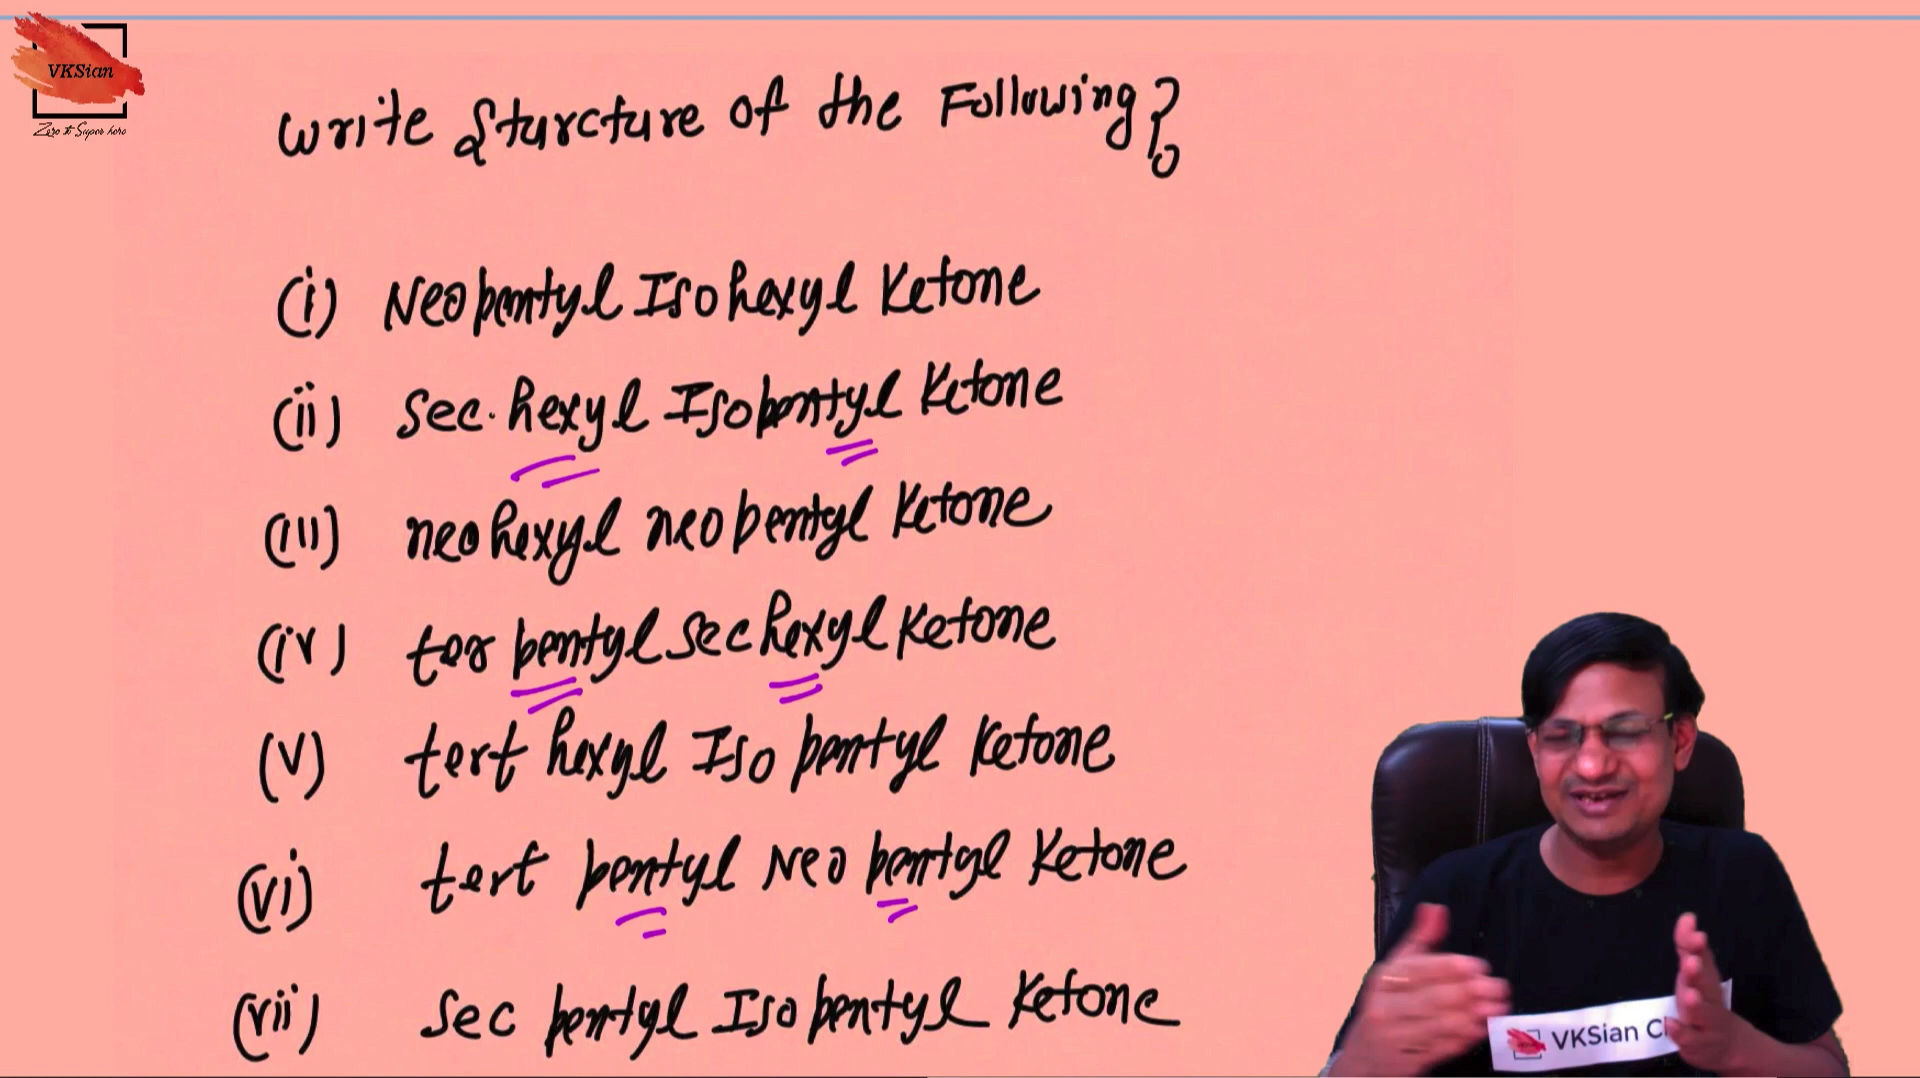 VKSian
Zero to Super hero
Write Sturcture of the Following?
(i) Neopentyl Isohexyl Ketone
(ii) Sec. hexyl Isopentyl Ketone
(iii) neohexyl neopentyl Ketone
(iv) ter pentyl sec hexyl Ketone
(v) tert hexyl Iso pentyl Ketone
(vi) tert pentyl Neo pentyl Ketone
(vii) Sec pentyl Iso pentyl Ketone
VKSian